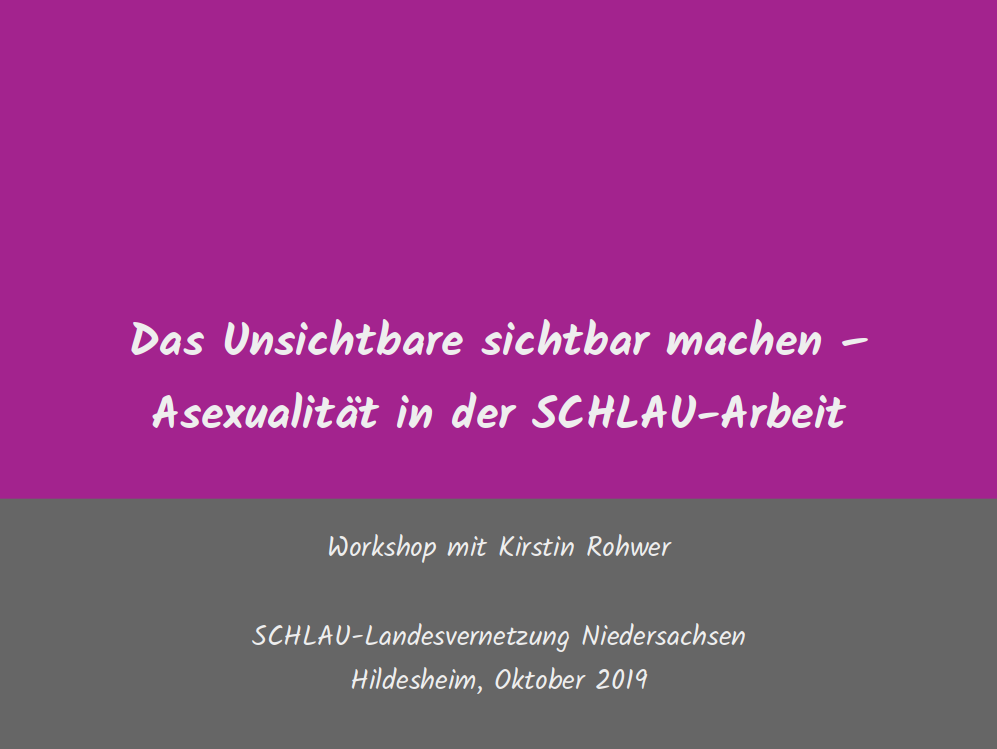 Das Unsichtbare sichtbar machen –
Asexualität in der SCHLAU-Arbeit
Workshop mit Kirstin Rohwer
SCHLAU-Landesvernetzung Niedersachsen
Hildesheim, Oktober 2019